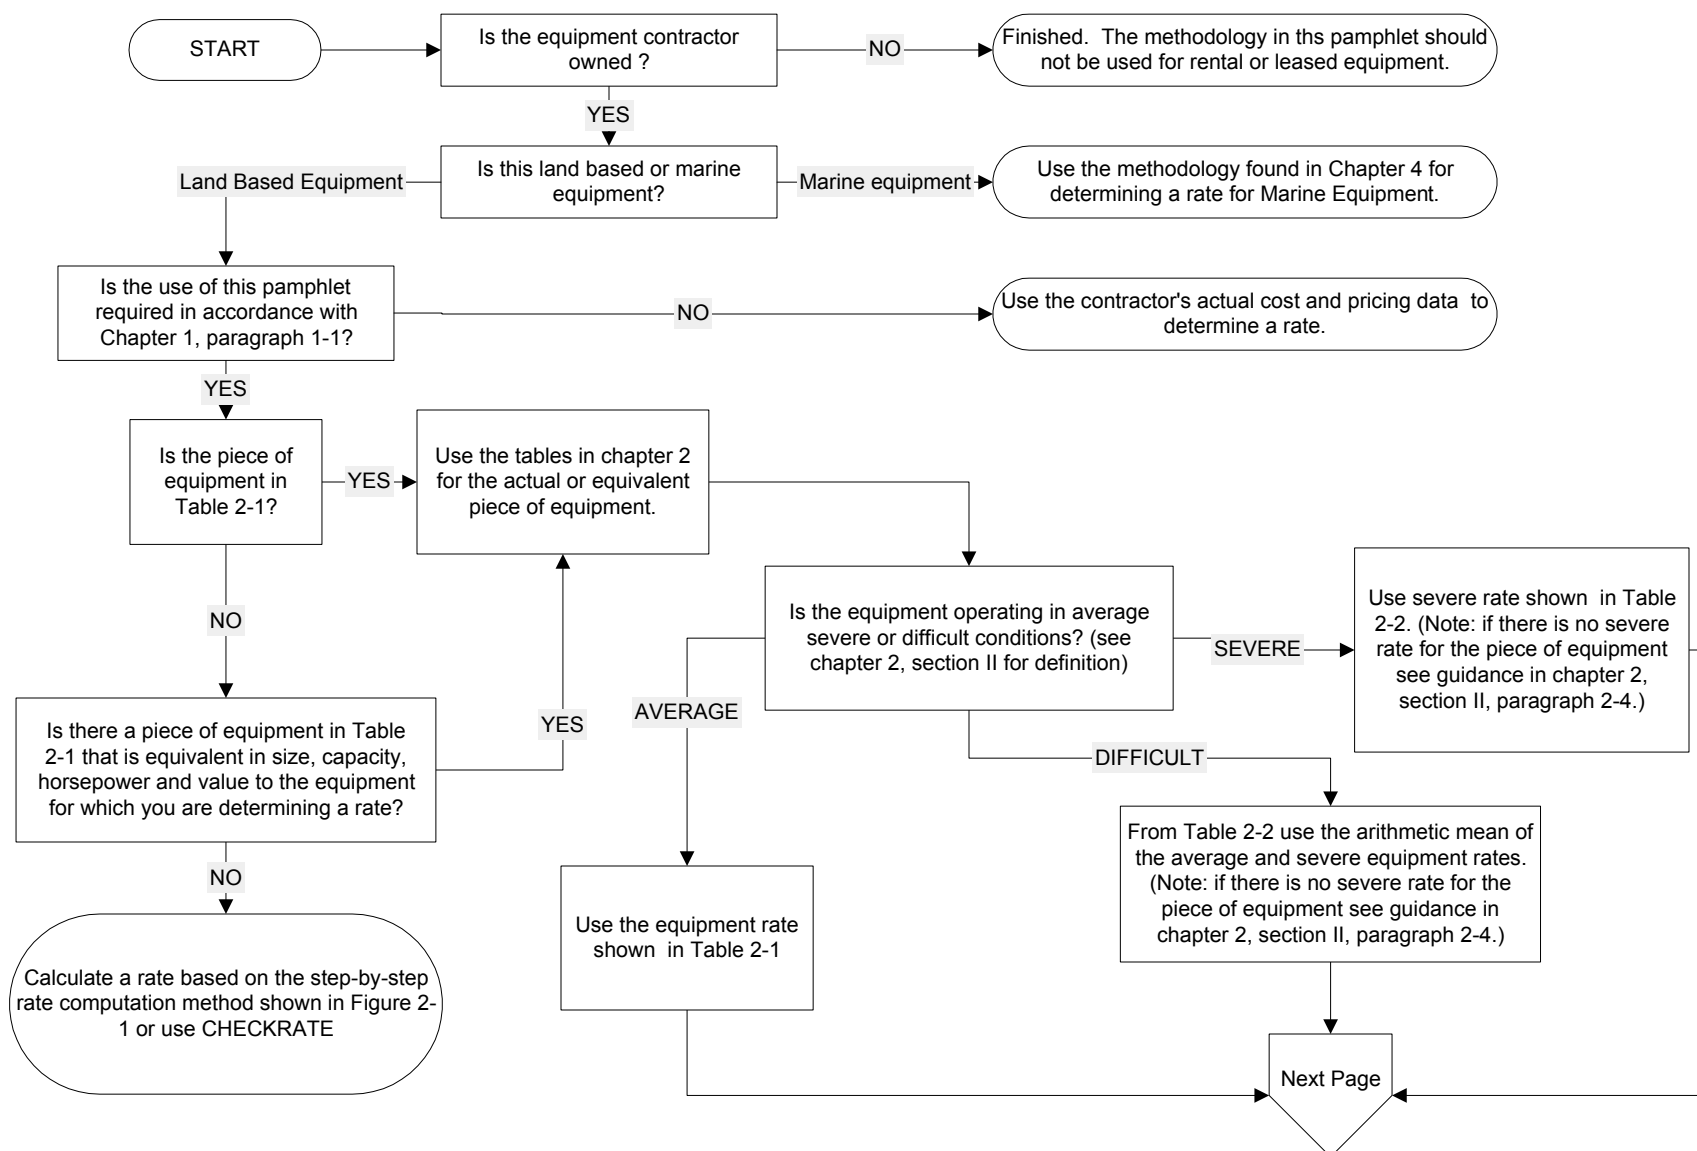 START
Is the equipment contractor
owned ?
NO
Finished.  The methodology in ths pamphlet should
not be used for rental or leased equipment.
YES
Land Based Equipment
Is this land based or marine
equipment?
Marine equipment
Use the methodology found in Chapter 4 for
determining a rate for Marine Equipment.
Is the use of this pamphlet
required in accordance with
Chapter 1, paragraph 1-1?
NO
Use the contractor's actual cost and pricing data  to
determine a rate.
YES
Is the piece of
equipment in
Table 2-1?
YES
Use the tables in chapter 2
for the actual or equivalent
piece of equipment.
NO
Is there a piece of equipment in Table
2-1 that is equivalent in size, capacity,
horsepower and value to the equipment
for which you are determining a rate?
YES
NO
Calculate a rate based on the step-by-step
rate computation method shown in Figure 2-
1 or use CHECKRATE
Is the equipment operating in average
severe or difficult conditions? (see
chapter 2, section II for definition)
SEVERE
Use severe rate shown  in Table
2-2. (Note: if there is no severe
rate for the piece of equipment
see guidance in chapter 2,
section II, paragraph 2-4.)
AVERAGE
DIFFICULT
Use the equipment rate
shown  in Table 2-1
From Table 2-2 use the arithmetic mean of
the average and severe equipment rates.
(Note: if there is no severe rate for the
piece of equipment see guidance in
chapter 2, section II, paragraph 2-4.)
Next Page